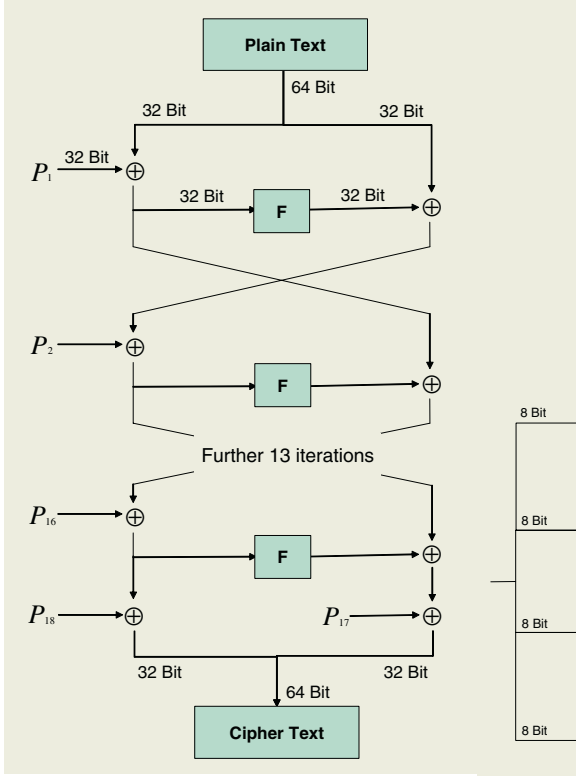 Plain Text
64 Bit
32 Bit
32 Bit
P1
32 Bit
32 Bit
F
32 Bit
P2
F
8 Bit
Further 13 iterations
P16
8 Bit
F
P18
P17
8 Bit
32 Bit
32 Bit
64 Bit
Cipher Text
8 Bit